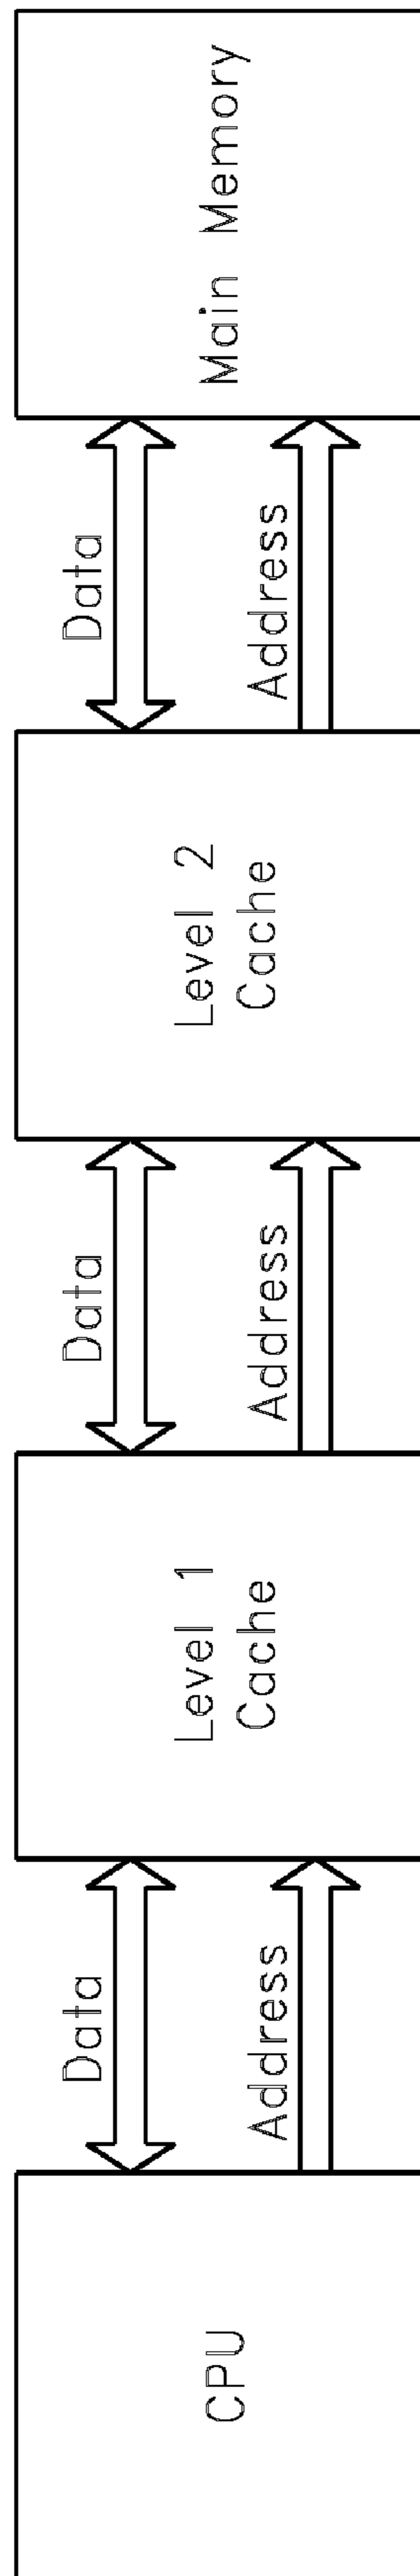 CPU
Data
Address
Level 1
Cache
Data
Address
Level 2
Cache
Data
Address
Main Memory